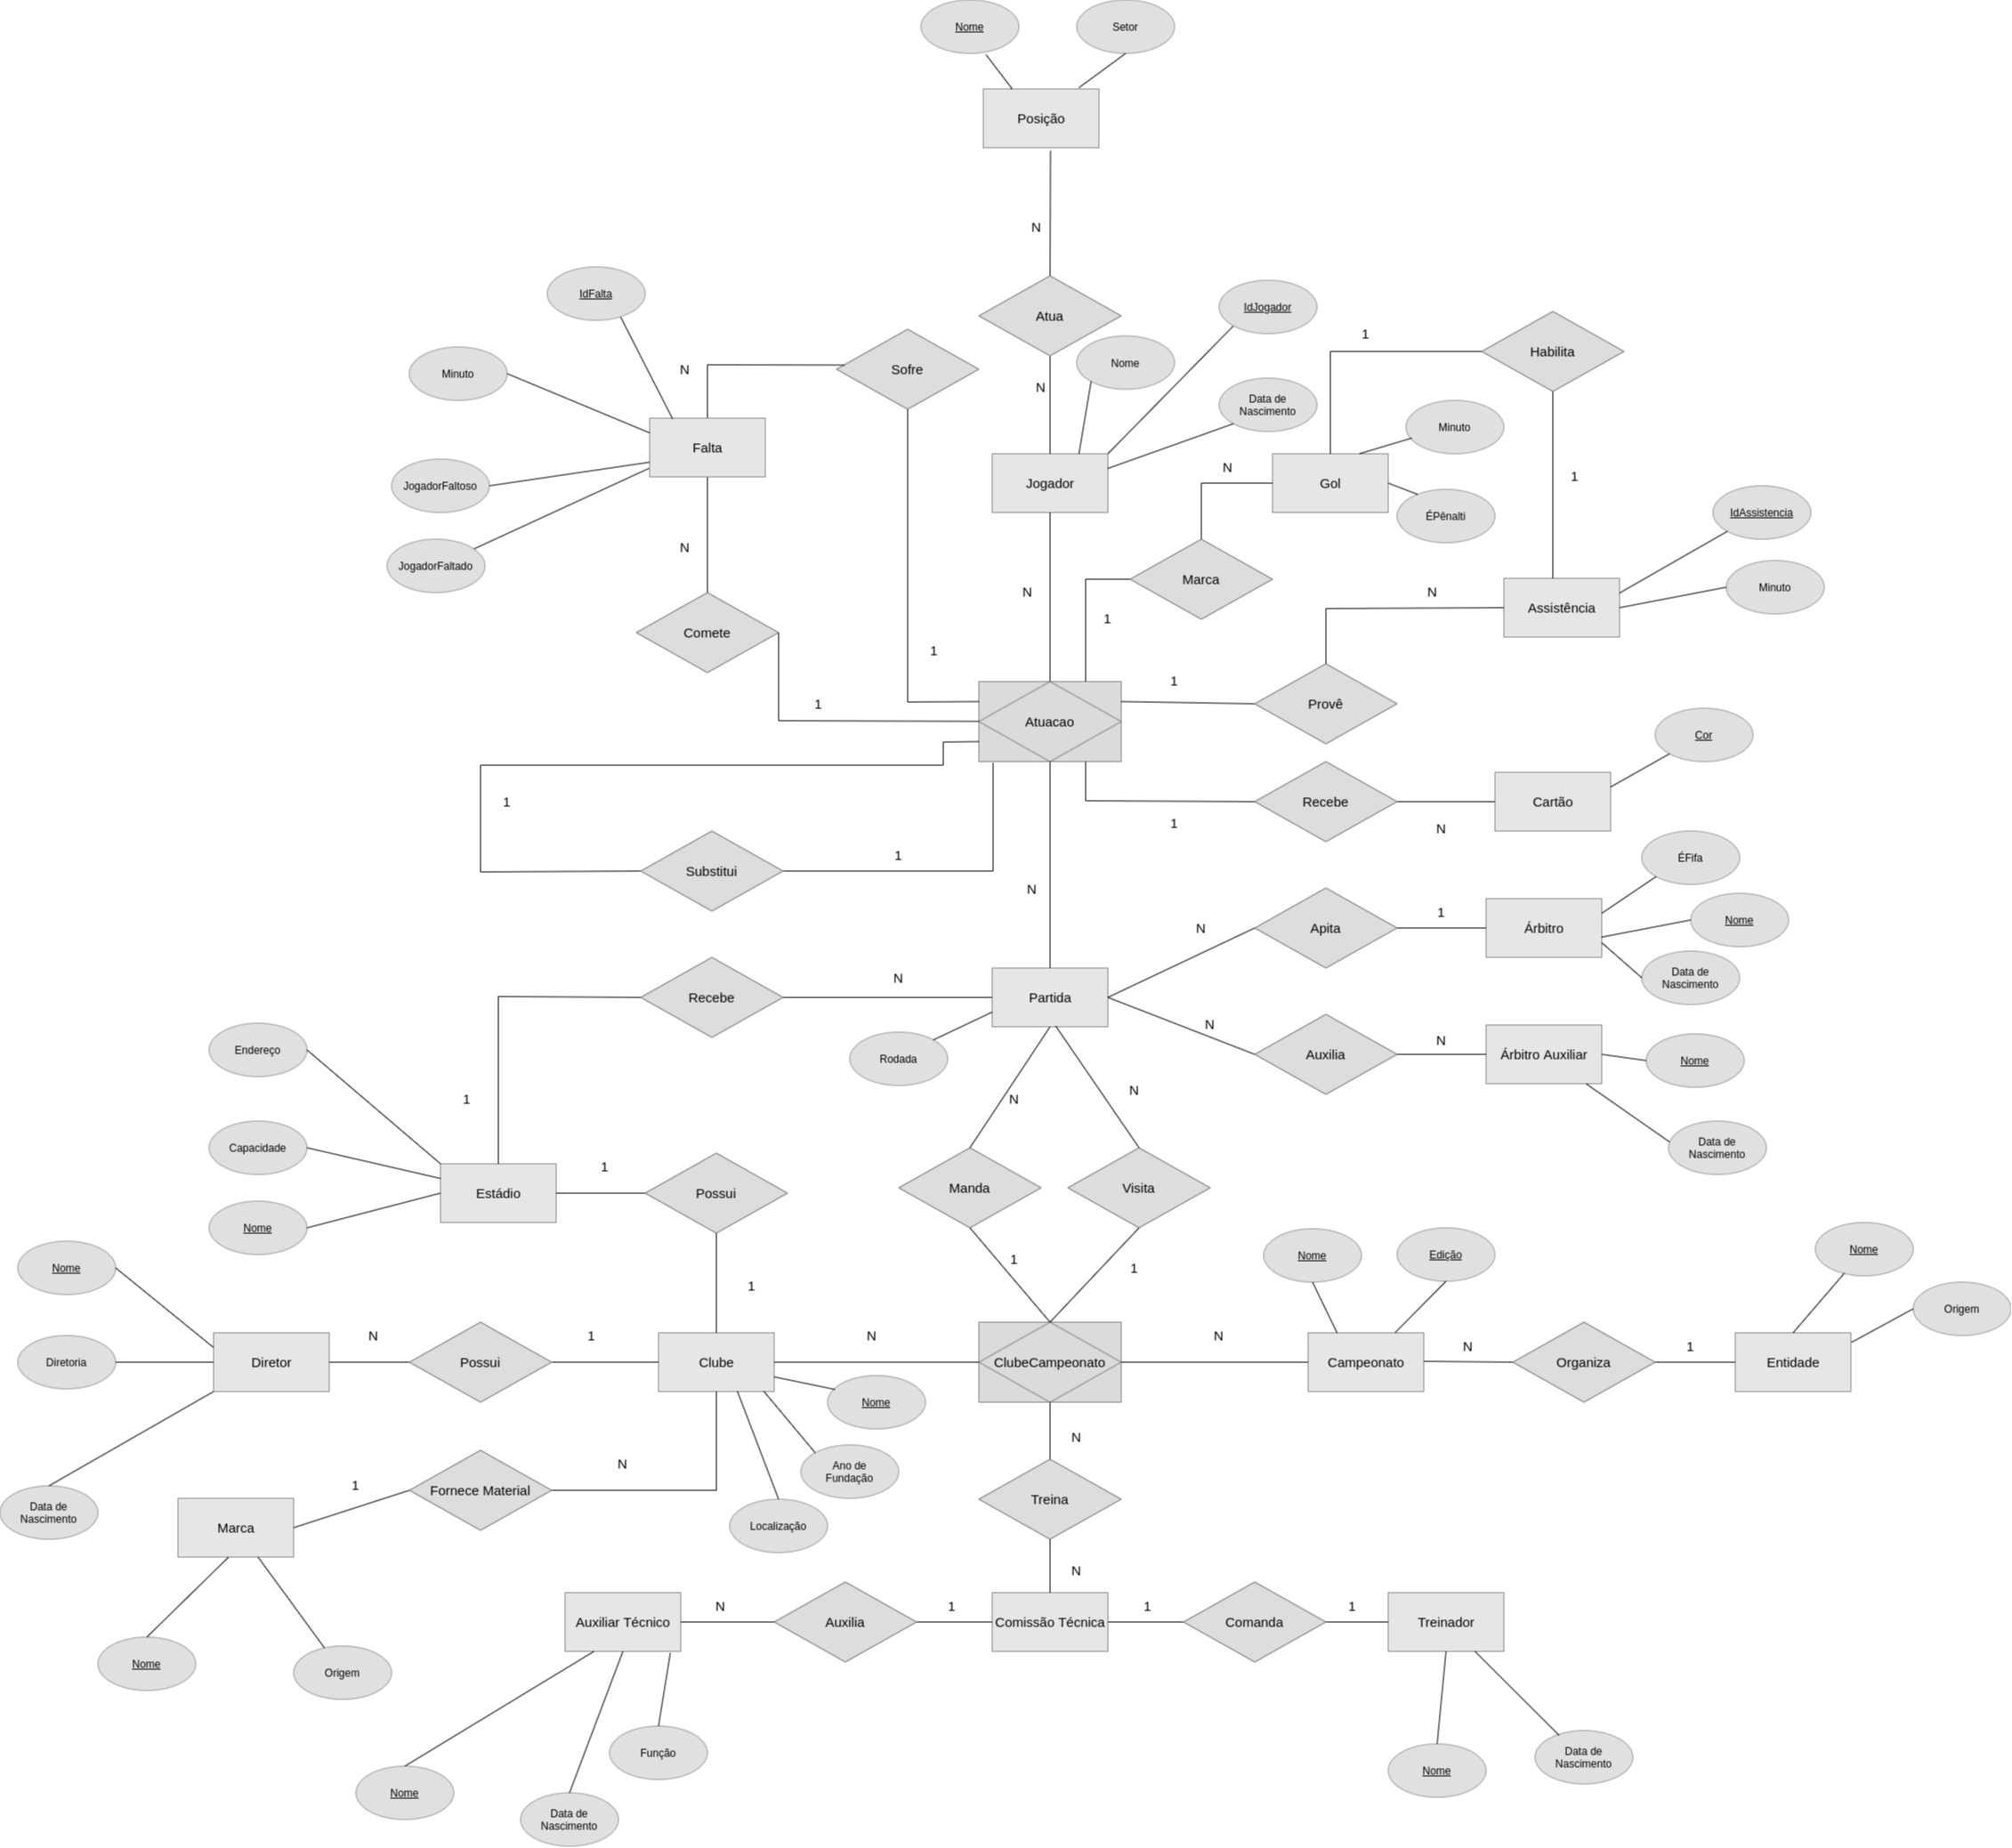 Nome
Setor
Posição
N
IdFalta
IdJogador
Atua
Nome
1
Habilita
Minuto
N
Sofre
N
Data de
Nascimento
Minuto
Falta
JogadorFaltoso
N
Jogador
Gol
1
IdAssistencia
ÉPênalti
N
JogadorFaltado
Marca
Minuto
N
N
Assistência
1
Comete
1
1
Provê
1
Atuacao
Cor
1
Recebe
Cartão
1
N
1
Substitui
ÉFifa
N
1
N
Apita
Árbitro
Nome
Data de
Nascimento
N
Recebe
Partida
N
Endereço
Rodada
Auxilia
N
Árbitro Auxiliar
Nome
1
N
N
Capacidade
Data de
Nascimento
1
Estádio
Possui
Manda
Visita
Nome
Nome
1
1
1
Nome
Edição
Nome
Origem
N
1
N
N
N
1
Diretoria
Diretor
Possui
Clube
ClubeCampeonato
Campeonato
Organiza
Entidade
Nome
N
N
Ano de
Fundação
1
Fornece Material
Data de
Nascimento
Treina
Marca
Localização
N
N
1
1
1
Auxiliar Técnico
Auxilia
Comissão Técnica
Comanda
Treinador
Nome
Origem
Função
Nome
Data de
Nascimento
Nome
Data de
Nascimento